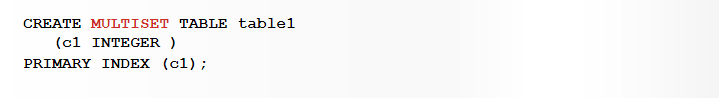 CREATE MULTISET TABLE table1
(c1 INTEGER )
PRIMARY INDEX (c1);